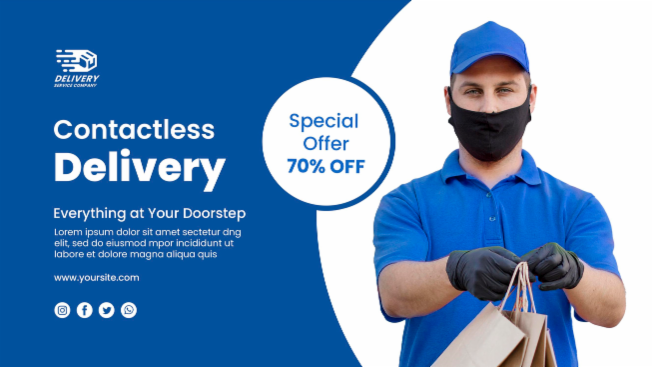 DELIVERY
SERVICE COMPANY
Contactless
Delivery
Special
Offer
70% OFF
Everything at Your Doorstep
Lorem ipsum dolor sit amet sectetur dng
elit, sed do eiusmod mpor incididunt ut
labore et dolore magna aliqua quis
www.yoursite.com